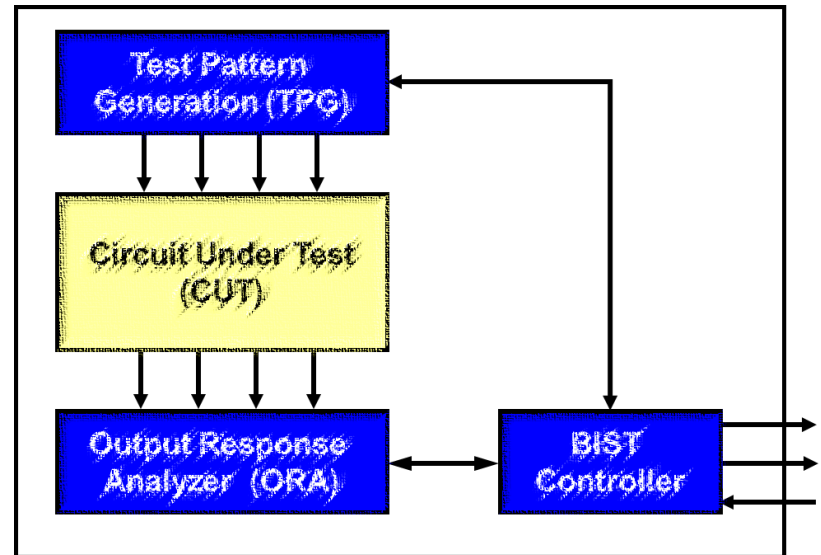 Test Pattern
Generation (TPG)
Circuit Under Test
(CUT)
Output Response
Analyzer (ORA)
BIST
Controller